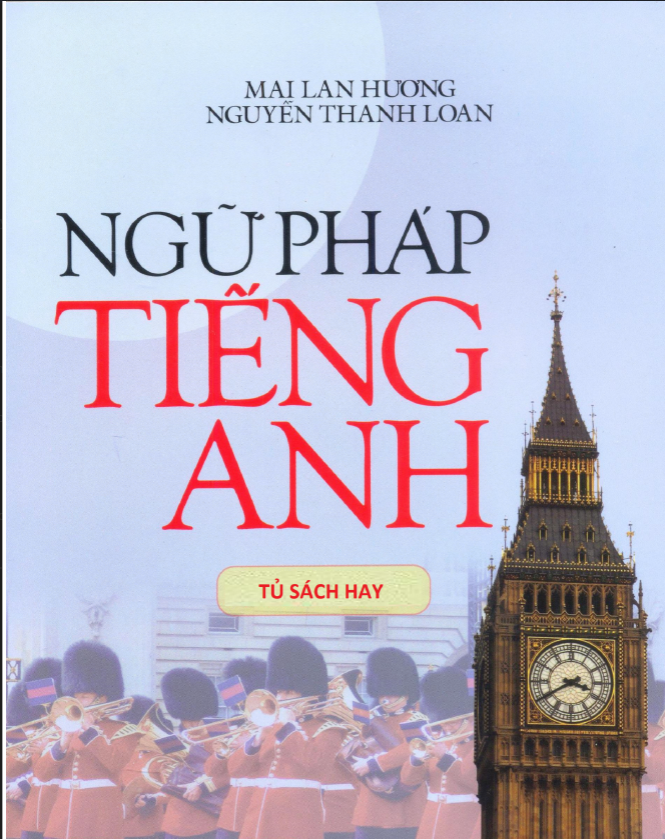 MAI LAN HƯƠNG
NGUYỄN THANH LOAN
NGỮ PHÁP
TIẾNG
ANH
TỦ SÁCH HAY